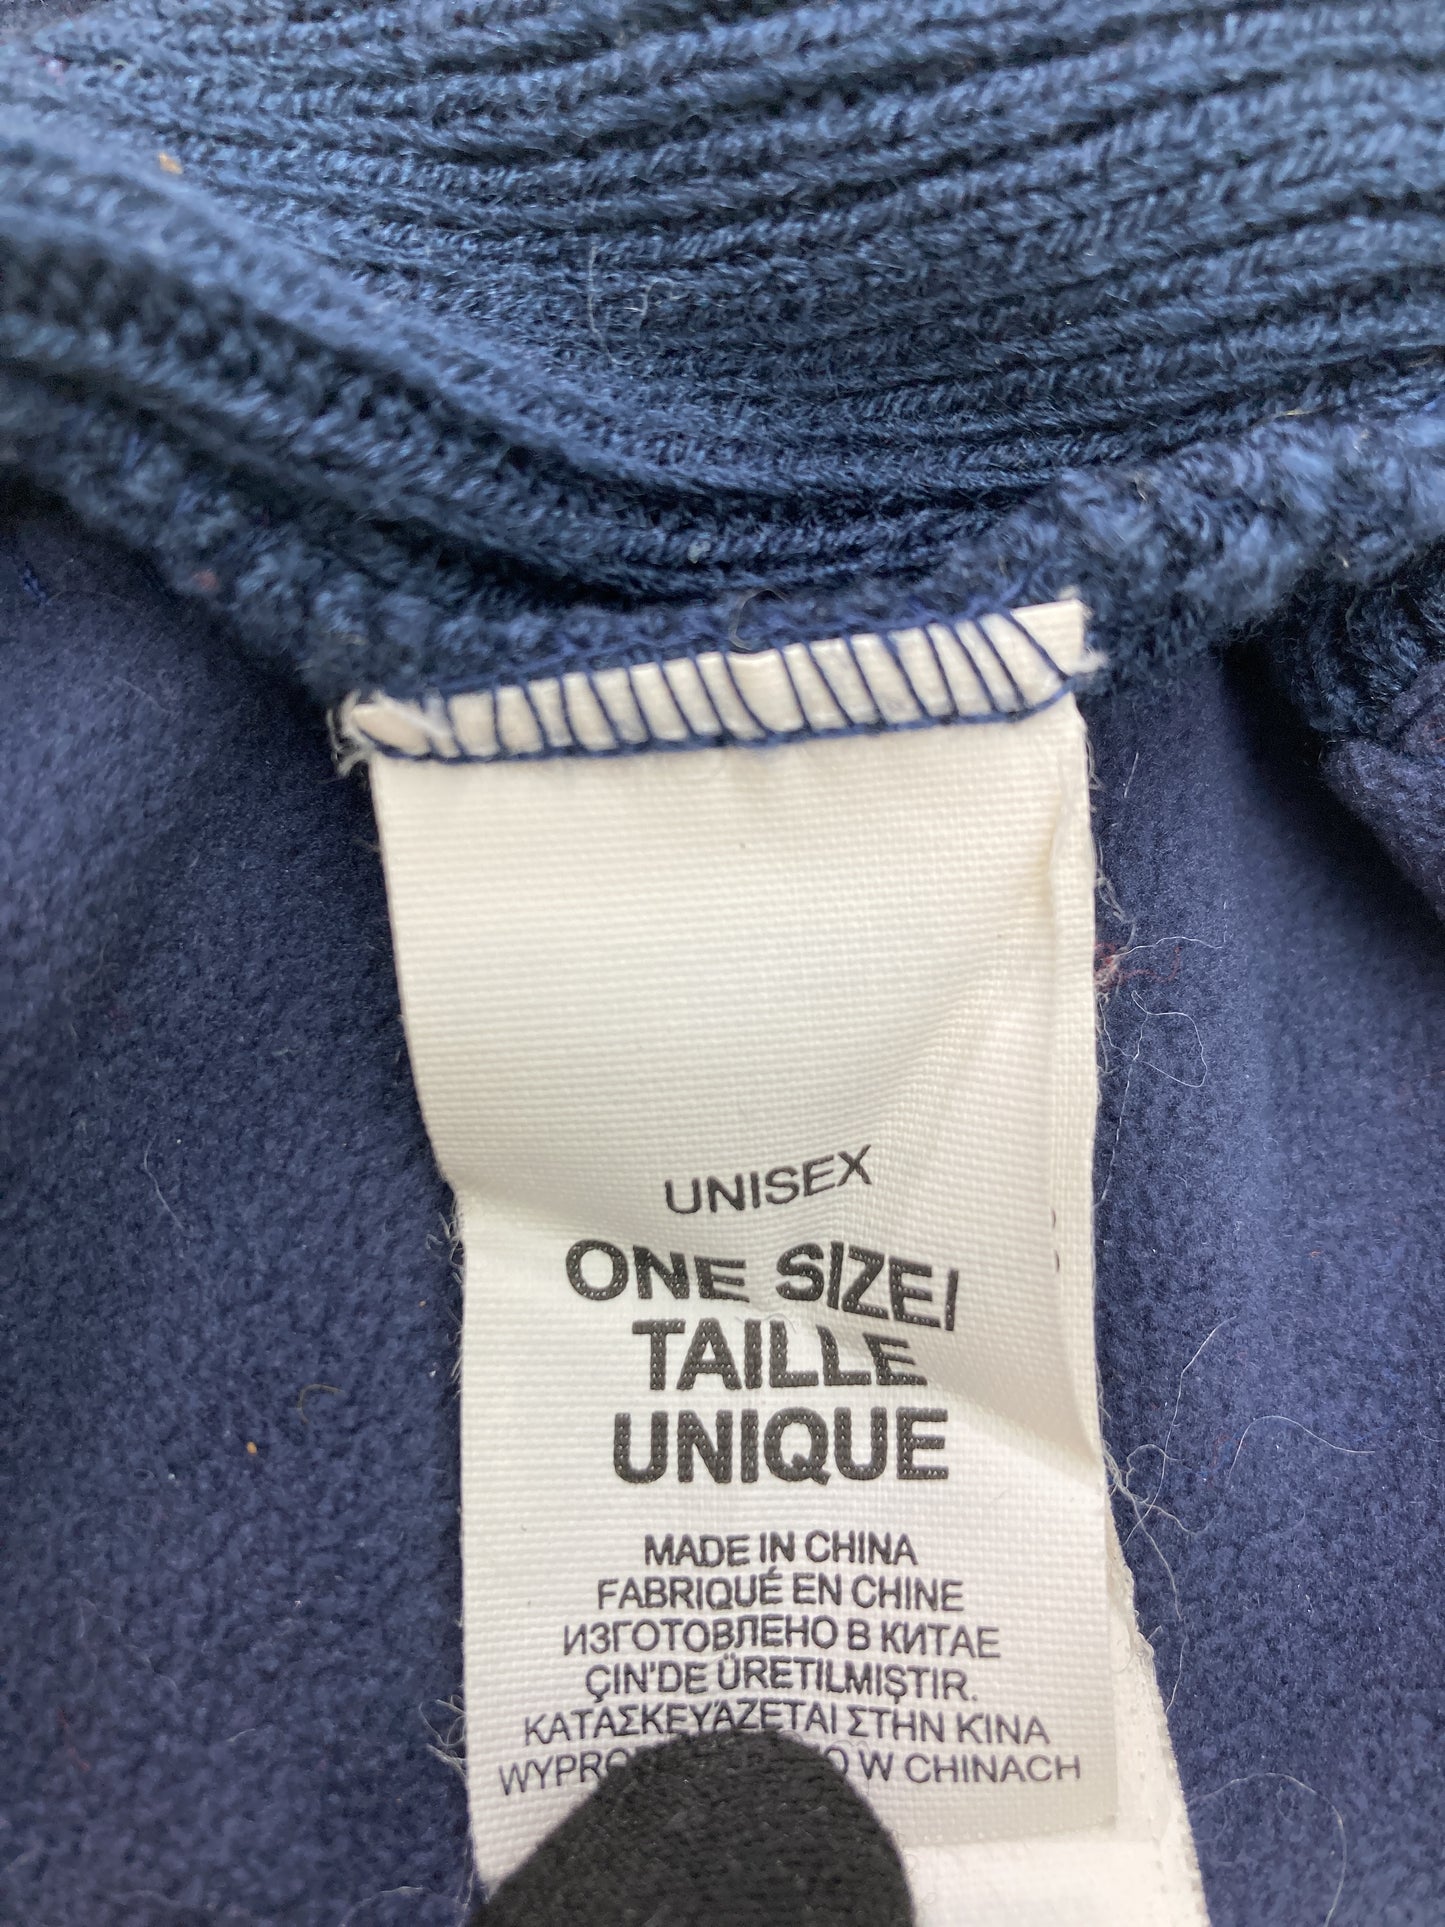 UNISEX
ONE SIZE/
TAILLE
UNIQUE
MADE IN CHINA
FABRIQUÉ EN CHINE
ИЗГОТОВЛЕНО В КИТАЕ
ÇIN'DE ÜRETILMIŞTIR.
ΚΑΤΑΣΚΕΥΆΖΕΤΑΙ ΣΤΗΝ ΚΙΝΑ
W CHINACH